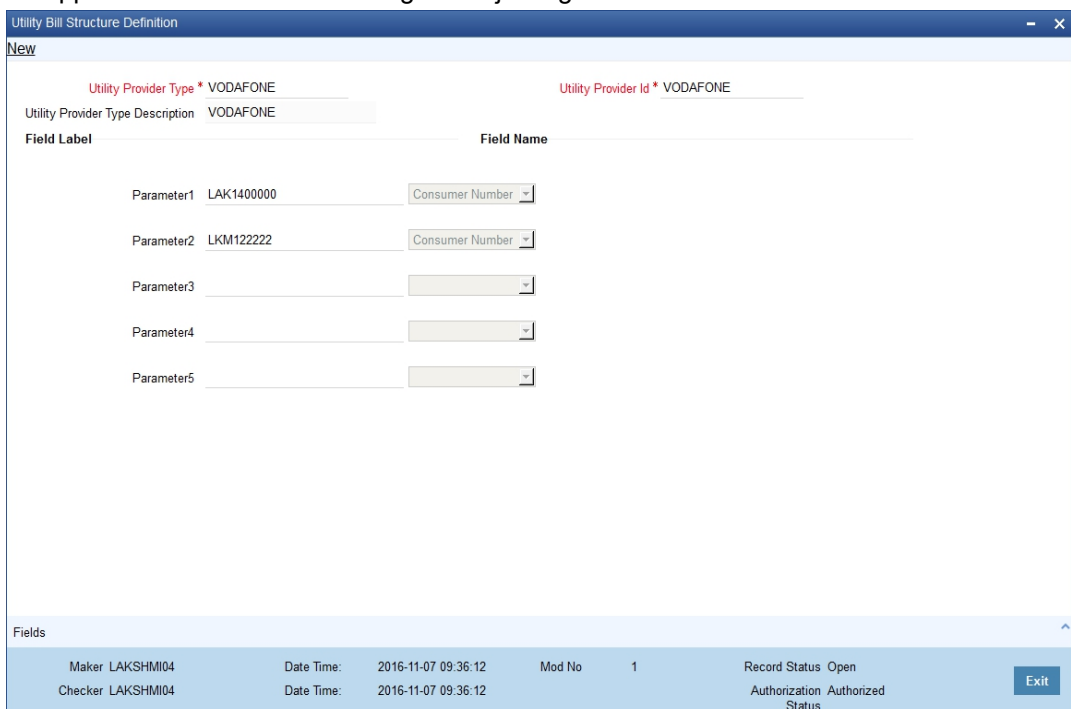 Utility Bill Structure Definition
New
Utility Provider Type * VODAFONE Utility Provider Id * VODAFONE
Utility Provider Type Description VODAFONE
Field Label Field Name
Parameter1 LAK1400000 Consumer Number
Parameter2 LKM122222 Consumer Number
Parameter3
Parameter4
Parameter5
Fields
Maker LAKSHMI04 Date Time: 2016-11-07 09:36:12 Mod No 1 Record Status Open
Checker LAKSHMI04 Date Time: 2016-11-07 09:36:12 Authorization Authorized
Status
Exit